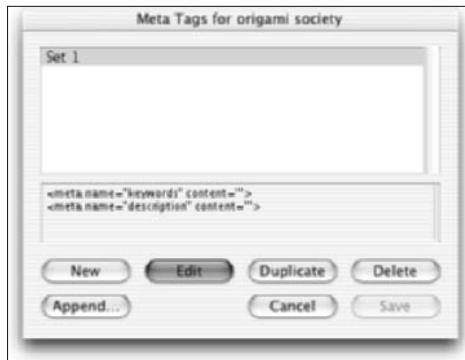 Meta Tags for origami society
Set 1
<meta name="keywords" content="">
<meta name="description" content="">
New Edit Duplicate Delete
Append... Cancel Save